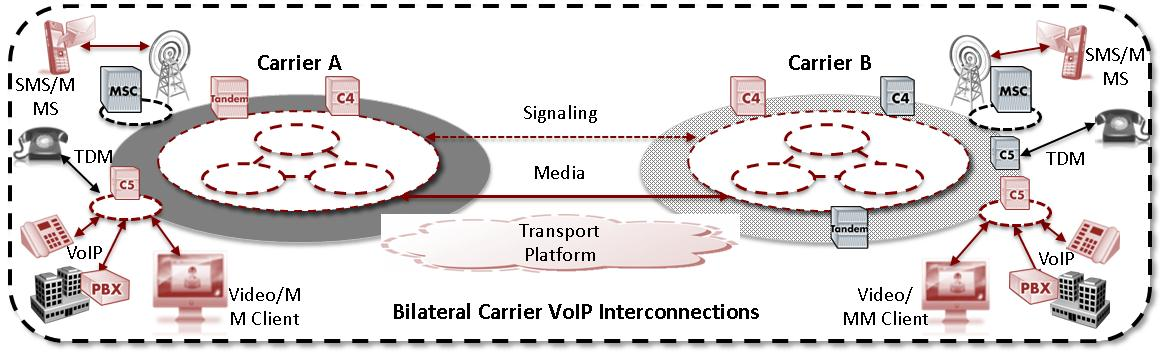 Carrier A
Carrier B
SMS/M
MS
MSC
Tandem
C4
Signaling
C4
C4
MSC
SMS/M
MS
TDM
C5
Media
C5
TDM
C5
VoIP
PBX
Video/M
M Client
Transport
Platform
Tandem
VoIP
PBX
Video/
MM Client
Bilateral Carrier VoIP Interconnections